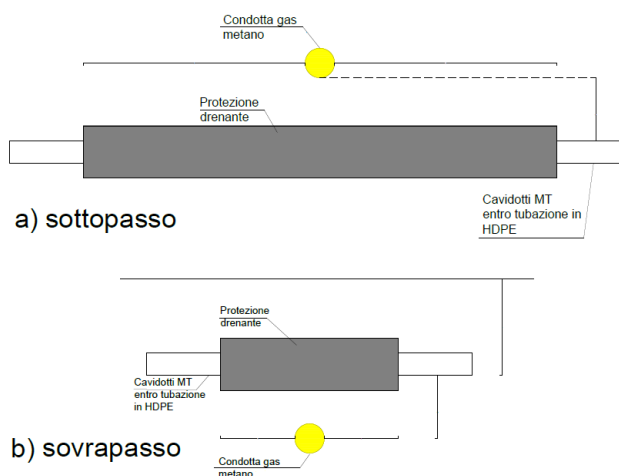 Condotta gas
metano
Protezione
drenante
Cavidotti MT
entro tubazione in
HDPE
a) sottopasso
Protezione
drenante
Cavidotti MT
entro tubazione
in HDPE
b) sovrapasso
Condotta gas
metano